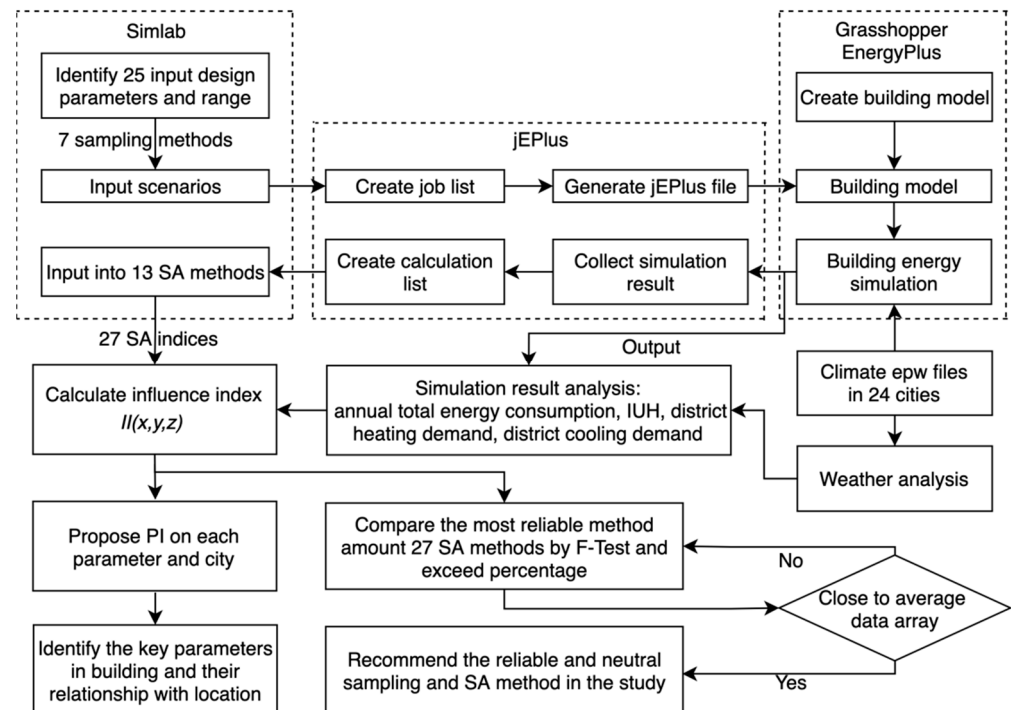 Simlab
Identify 25 input design
parameters and range
7 sampling methods
Input scenarios
Input into 13 SA methods
27 SA indices
jEPlus
Create job list
Generate jEPlus file
Create calculation
list
Collect simulation
result
Grasshopper
EnergyPlus
Create building model
Building model
Building energy
simulation
Output
Climate epw files
in 24 cities
Weather analysis
Calculate influence index
II(x,y,z)
Simulation result analysis:
annual total energy consumption, IUH, district
heating demand, district cooling demand
Propose PI on each
parameter and city
Identify the key parameters
in building and their
relationship with location
Compare the most reliable method
amount 27 SA methods by F-Test and
exceed percentage
No
Close to average
data array
Yes
Recommend the reliable and neutral
sampling and SA method in the study